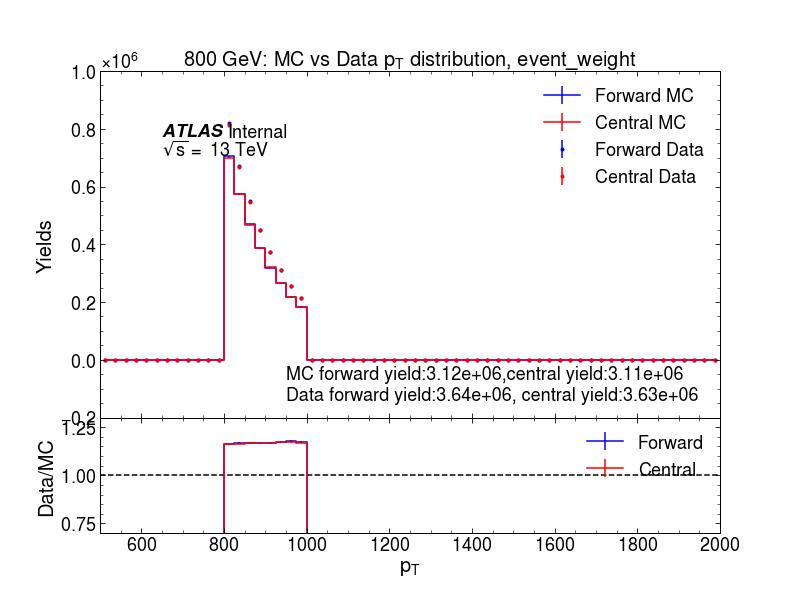 ×10⁶
800 GeV: MC vs Data p_T distribution, event_weight
1.0
0.8
0.6
0.4
0.2
0.0
0.2
Yields
ATLAS Internal
√s = 13 TeV
Forward MC
Central MC
Forward Data
Central Data
MC forward yield:3.12e+06,central yield:3.11e+06
Data forward yield:3.64e+06, central yield:3.63e+06
1.25
1.00
0.75
Data/MC
Forward
Central
600 800 1000 1200 1400 1600 1800 2000
p_T